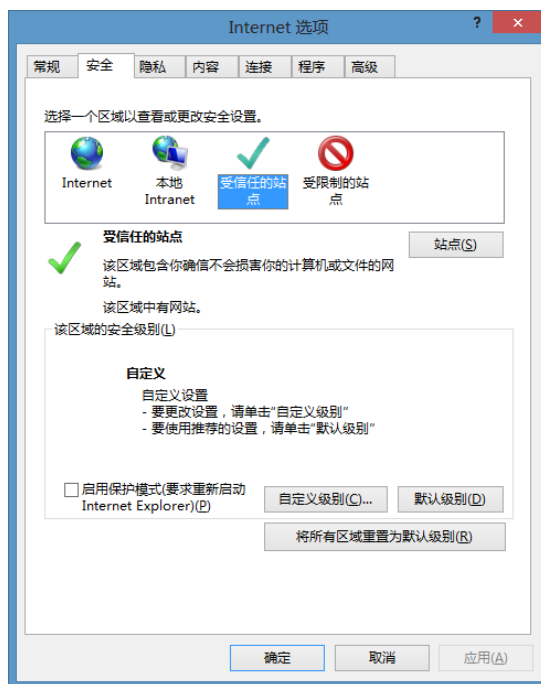 Internet 选项
?
常规 安全 隐私 内容 连接 程序 高级
选择一个区域以查看或更改安全设置。
Internet
本地
Intranet
受信任的站
点
受限制的站
点
受信任的站点
站点(S)
该区域包含你确信不会损害你的计算机或文件的网
站。
该区域中有网站。
该区域的安全级别(L)
自定义
自定义设置
- 要更改设置，请单击"自定义级别"
- 要使用推荐的设置，请单击"默认级别"
启用保护模式(要求重新启动
Internet Explorer)(P)
自定义级别(C)... 默认级别(D)
将所有区域重置为默认级别(R)
确定 取消 应用(A)